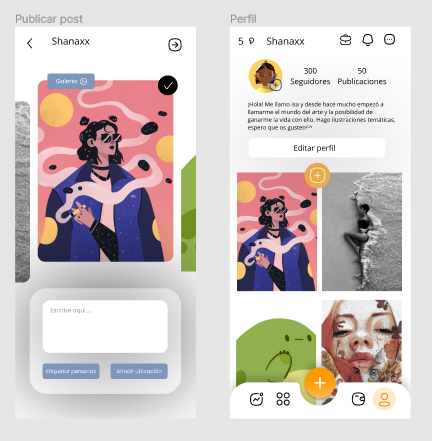 Publicar post
Shanaxx
Galería
Escribe aquí...
Etiquetar personas
Añadir ubicación
Perfil
5
Shanaxx
300
Seguidores
50
Publicaciones
¡Hola! Me llamo isa y desde hace mucho empezó a
llamarme el mundo del arte y la posibilidad de
ganarme la vida con ello. Hago ilustraciones temáticas,
espero que os gusten^^
Editar perfil